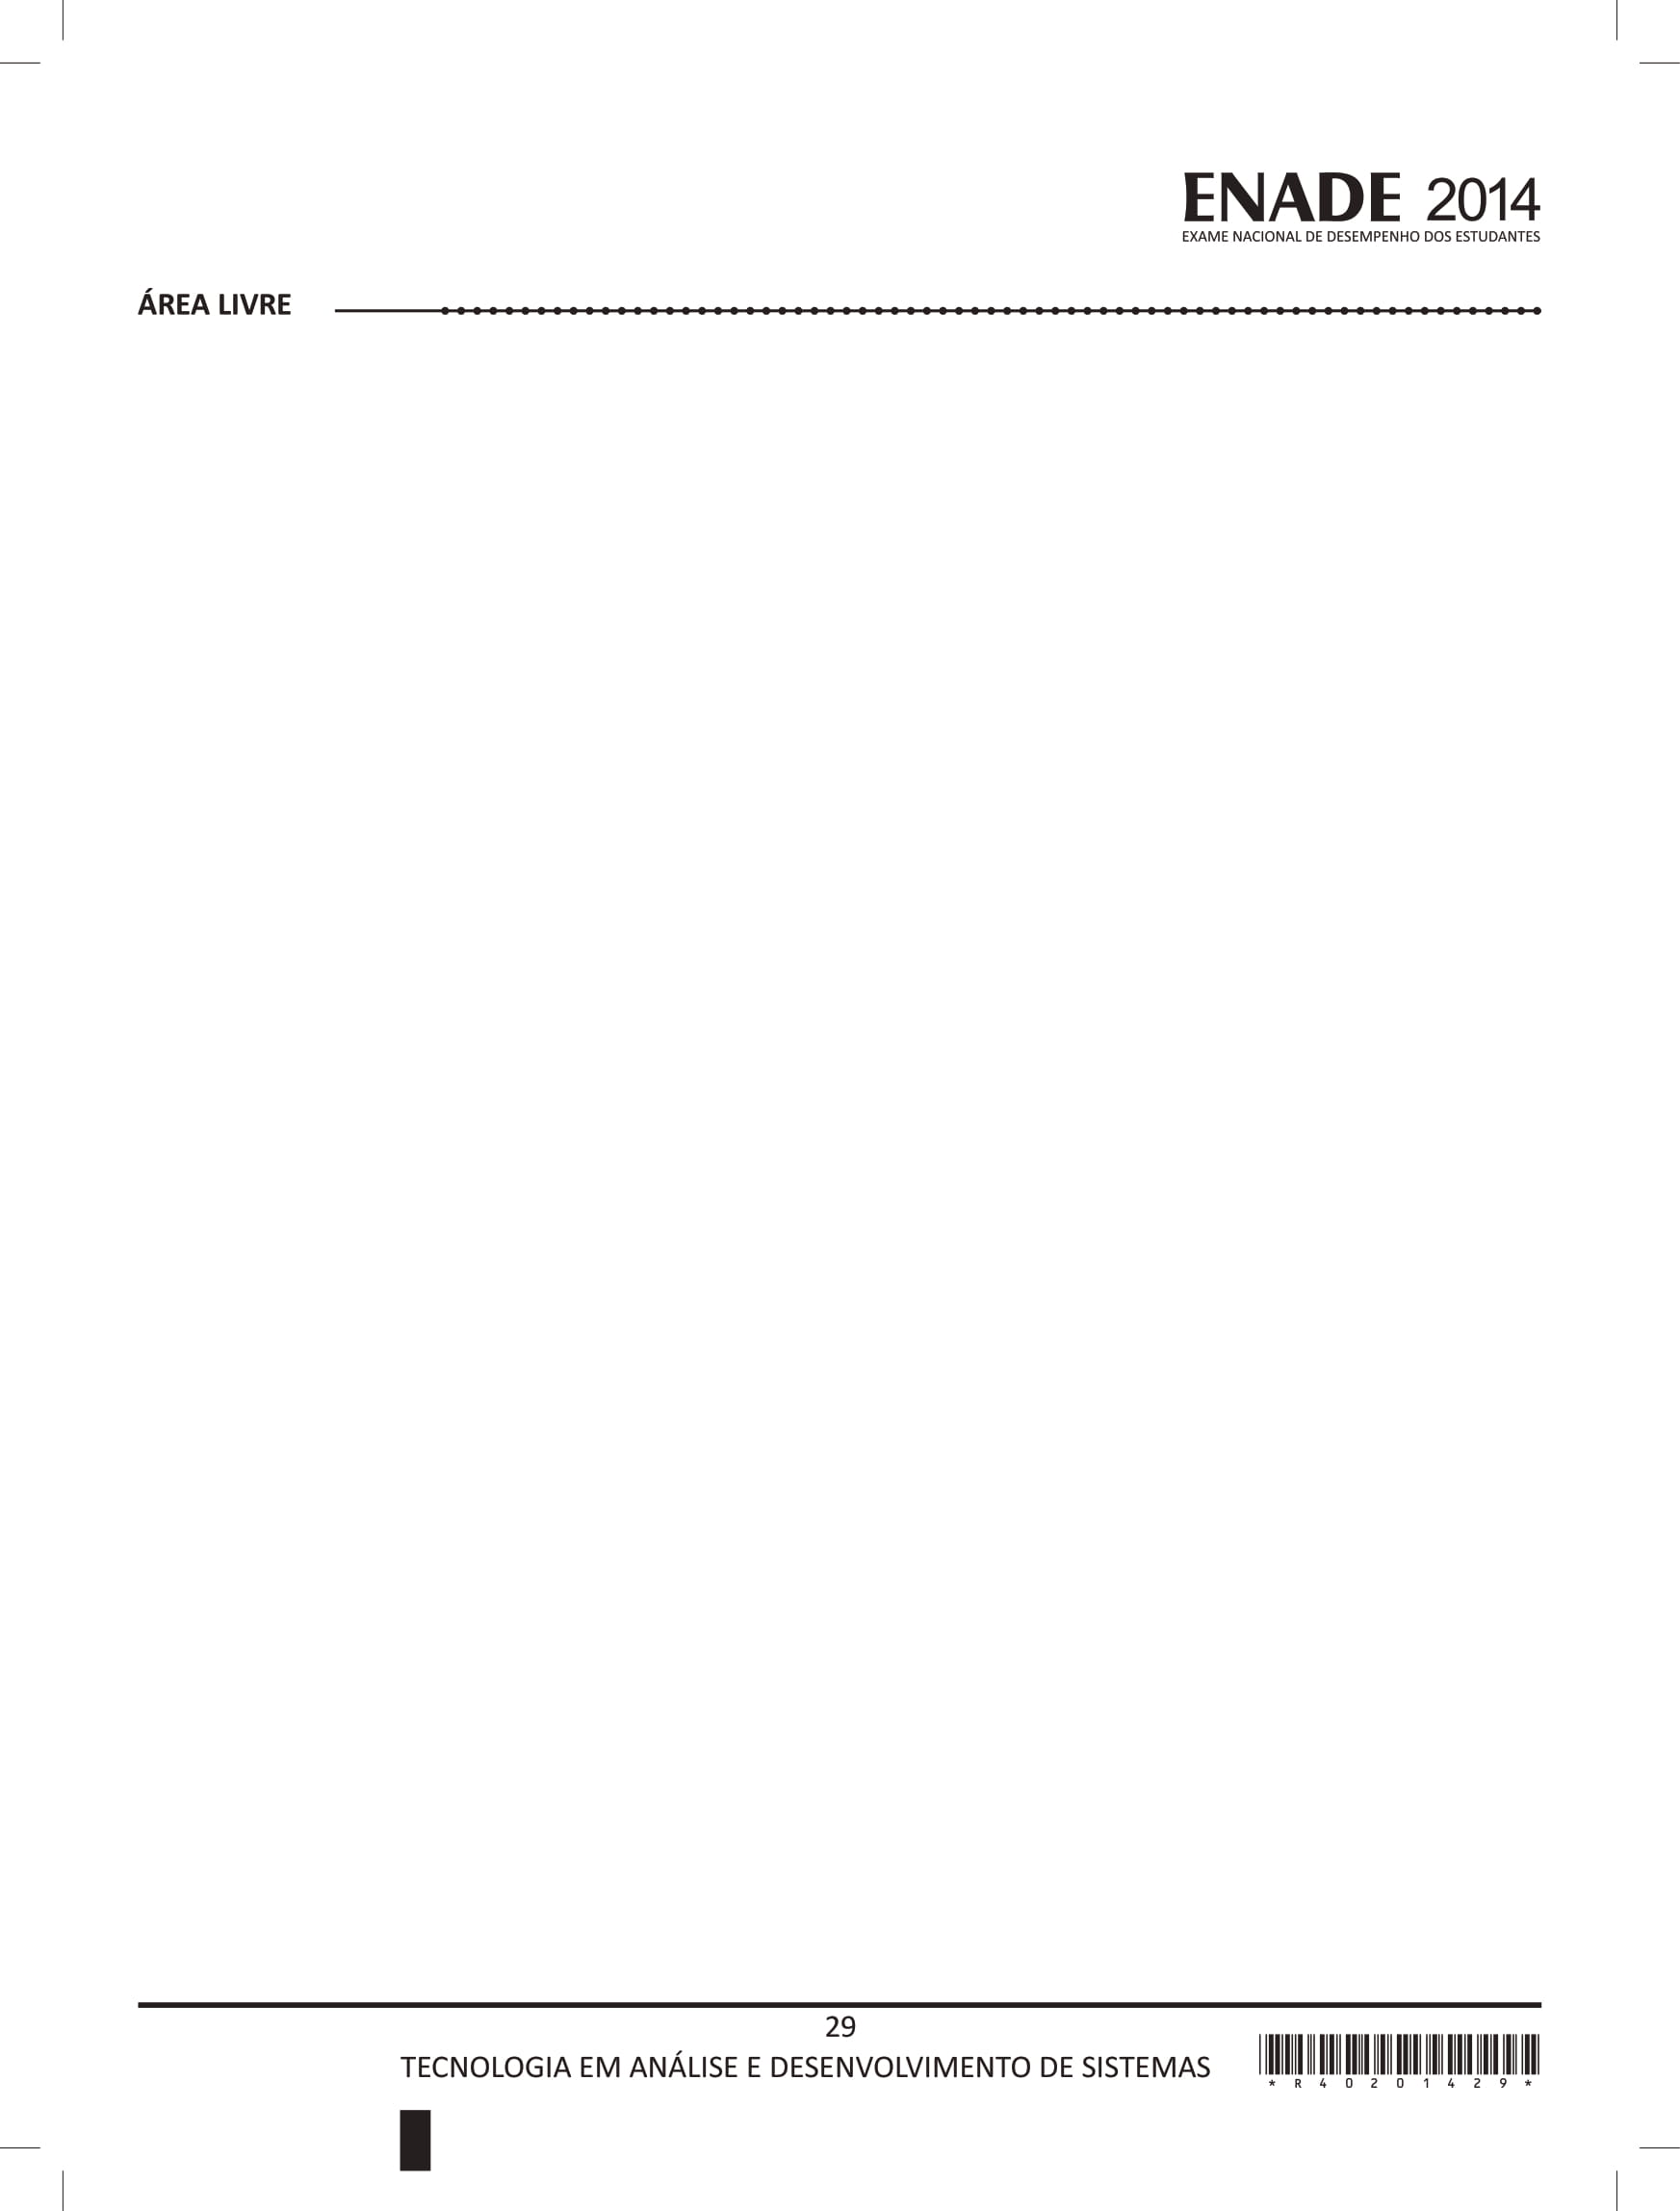 ENADE 2014
EXAME NACIONAL DE DESEMPENHO DOS ESTUDANTES
ÁREA LIVRE
29
TECNOLOGIA EM ANÁLISE E DESENVOLVIMENTO DE SISTEMAS
* R 4 0 2 0 1 4 2 9 *